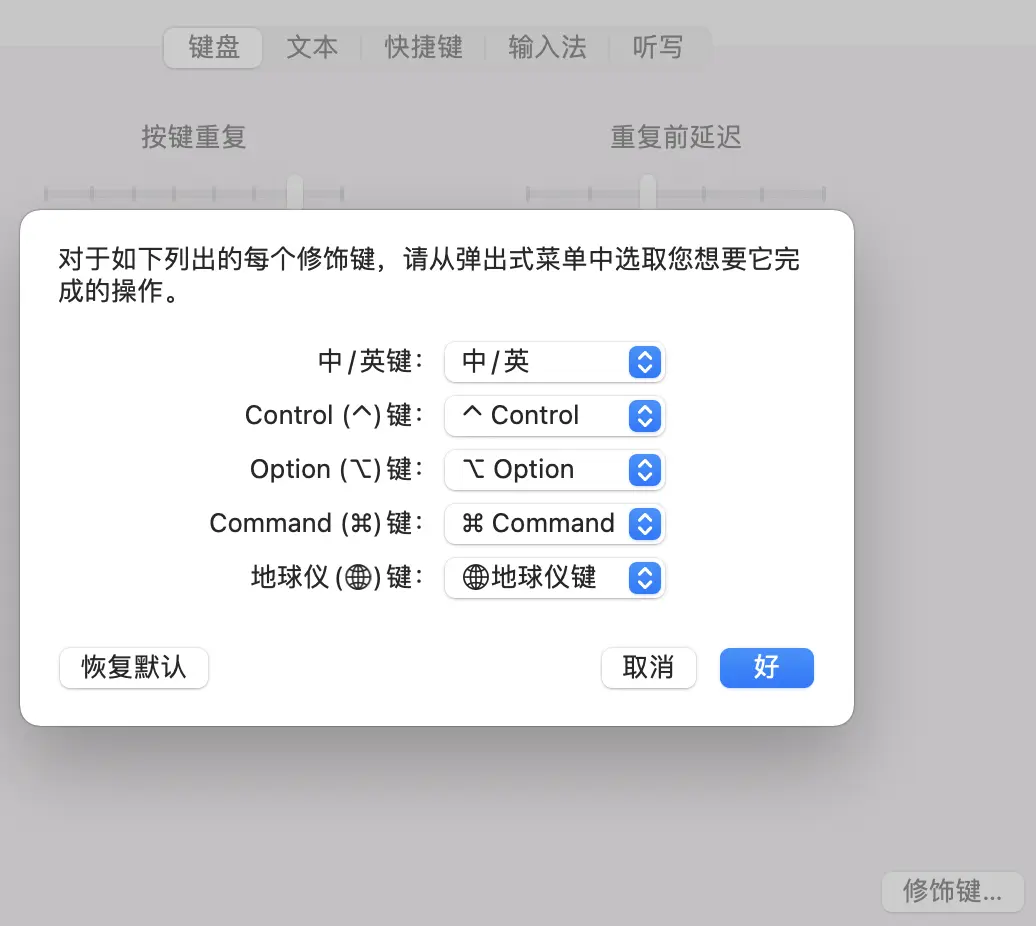 键盘 文本 快捷键 输入法 听写
按键重复 重复前延迟
对于如下列出的每个修饰键，请从弹出式菜单中选取您想要它完
成的操作。
中/英键： 中/英
Control (^) 键： ^ Control
Option (⌥) 键： ⌥ Option
Command (⌘) 键： ⌘ Command
地球仪 (🌐) 键： 🌐地球仪键
恢复默认 取消 好
修饰键...